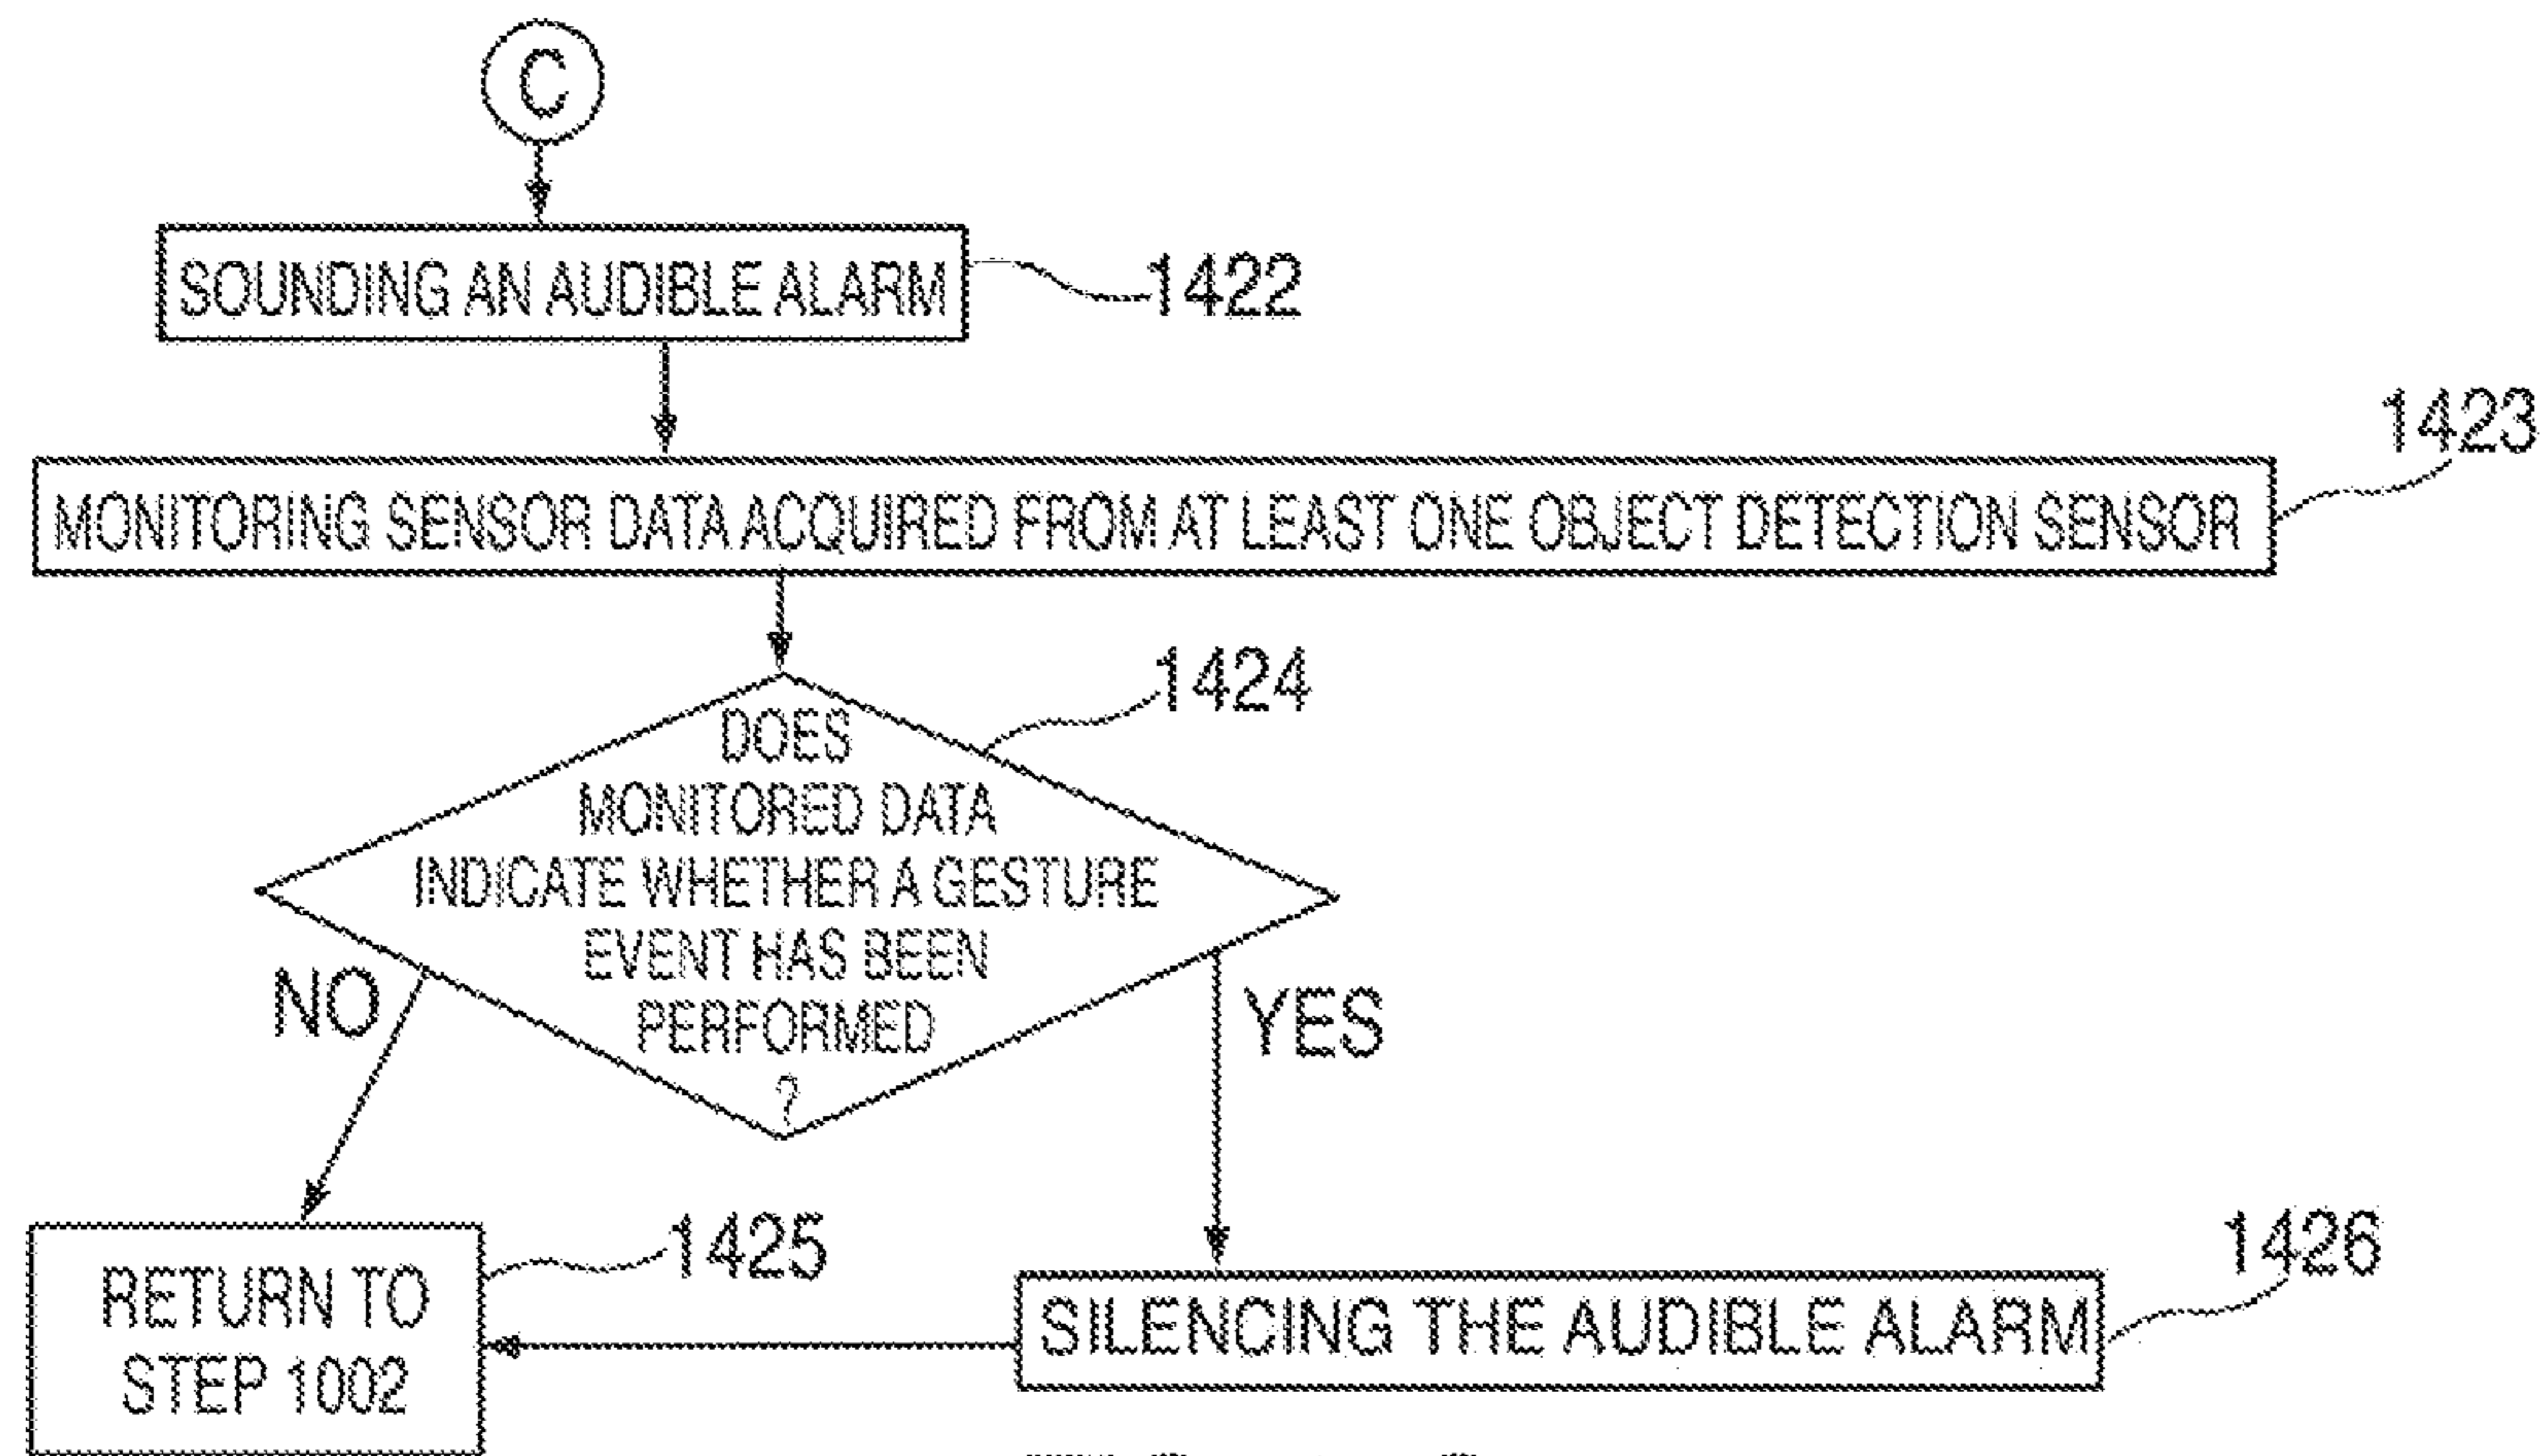 C
SOUNDING AN AUDIBLE ALARM
1422
1423
MONITORING SENSOR DATA ACQUIRED FROM AT LEAST ONE OBJECT DETECTION SENSOR
1424
DOES
MONITORED DATA
INDICATE WHETHER A GESTURE
EVENT HAS BEEN
PERFORMED
?
NO
YES
1425
RETURN TO
STEP 1002
1426
SILENCING THE AUDIBLE ALARM